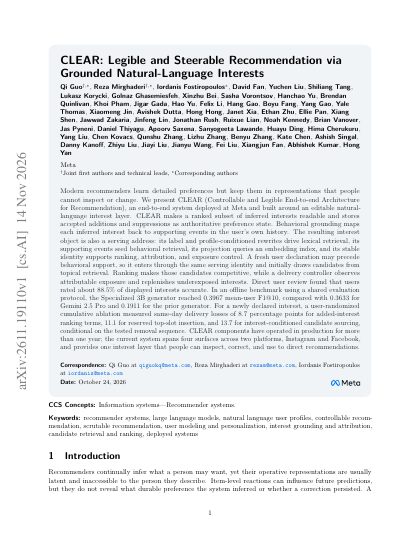 CLEAR: Legible and Steerable Recommendation via
Grounded Natural-Language Interests
Qi Guo†,*, Reza Mirghaderi†,*, Iordanis Fostiropoulos*, David Fan, Yuchen Liu, Shiliang Tang,
Lukasz Korycki, Golnaz Ghasemiesfeh, Xinzhu Bei, Sasha Vorontsov, Hanchao Yu, Brendan
Quinlivan, Khoi Pham, Jigar Gada, Hao Yu, Felix Li, Hang Gao, Boyu Fang, Yang Gao, Yale
Thomas, Xiaoming Jin, Avishek Dutta, Hong Hong, Janet Xia, Ethan Zhu, Ellie Pan, Xiang
Shen, Jawwad Zakaria, Jinfeng Lin, Jonathan Rush, Ruixue Lian, Noah Kennedy, Brian Vanover,
Jas Pyneni, Daniel Thiyagu, Apoorv Saxena, Sanyogeeta Lawande, Huayu Ding, Hima Cherukuru,
Yang Liu, Chen Kovacs, Qunshu Zhang, Lizhu Zhang, Benyu Zhang, Kate Chen, Ashish Singal,
Danny Kanoff, Zhiyu Liu, Jiayi Liu, Jianyu Wang, Fei Liu, Xiangjun Fan, Abhishek Kumar, Hong
Yan
Meta
†Joint first authors and technical leads, *Corresponding authors
Modern recommenders learn detailed preferences but keep them in representations that people
cannot inspect or change. We present CLEAR (Controllable and Legible End-to-end Architecture
for Recommendation), an end-to-end system deployed at Meta and built around an editable natural-
language interest layer. CLEAR makes a ranked subset of inferred interests readable and stores
accepted additions and suppressions as authoritative preference state. Behavioral grounding maps
each inferred interest back to supporting events in the user's own history. The resulting interest
object is also a serving address: its label and profile-conditioned rewrites drive lexical retrieval, its
supporting events seed behavioral retrieval, its projection queries an embedding index, and its stable
identity supports ranking, attribution, and exposure control. A fresh user declaration may precede
behavioral support, so it enters through the same serving identity and initially draws candidates from
topical retrieval. Ranking makes those candidates competitive, while a delivery controller observes
attributable exposure and replenishes underexposed interests. Direct user review found that users
rated about 88.5% of displayed interests accurate. In an offline benchmark using a shared evaluation
protocol, the Specialized 3B generator reached 0.3967 mean-user F1@10, compared with 0.3633 for
Gemini 2.5 Pro and 0.1911 for the prior generator. For a newly declared interest, a user-randomized
cumulative ablation measured same-day delivery losses of 8.7 percentage points for added-interest
ranking terms, 11.1 for reserved top-slot insertion, and 13.7 for interest-conditioned candidate sourcing,
conditional on the tested removal sequence. CLEAR components have operated in production for more
than one year; the current system spans four surfaces across two platforms, Instagram and Facebook,
and provides one interest layer that people can inspect, correct, and use to direct recommendations.
Correspondence: Qi Guo at qiguokq@meta.com, Reza Mirghaderi at rezam@meta.com, Iordanis Fostiropoulos
at iordanis@meta.com
Date: October 24, 2026
Meta
CCS Concepts: Information systems→Recommender systems.
Keywords: recommender systems, large language models, natural language user profiles, controllable recom-
mendation, scrutable recommendation, user modeling and personalization, interest grounding and attribution,
candidate retrieval and ranking, deployed systems
1 Introduction
Recommenders continually infer what a person may want, yet their operative representations are usually
latent and inaccessible to the person they describe. Item-level reactions can influence future predictions,
but they do not reveal what durable preference the system inferred or whether a correction persisted. A
1
arXiv:2611.19110v1 [cs.AI] 14 Nov 2026